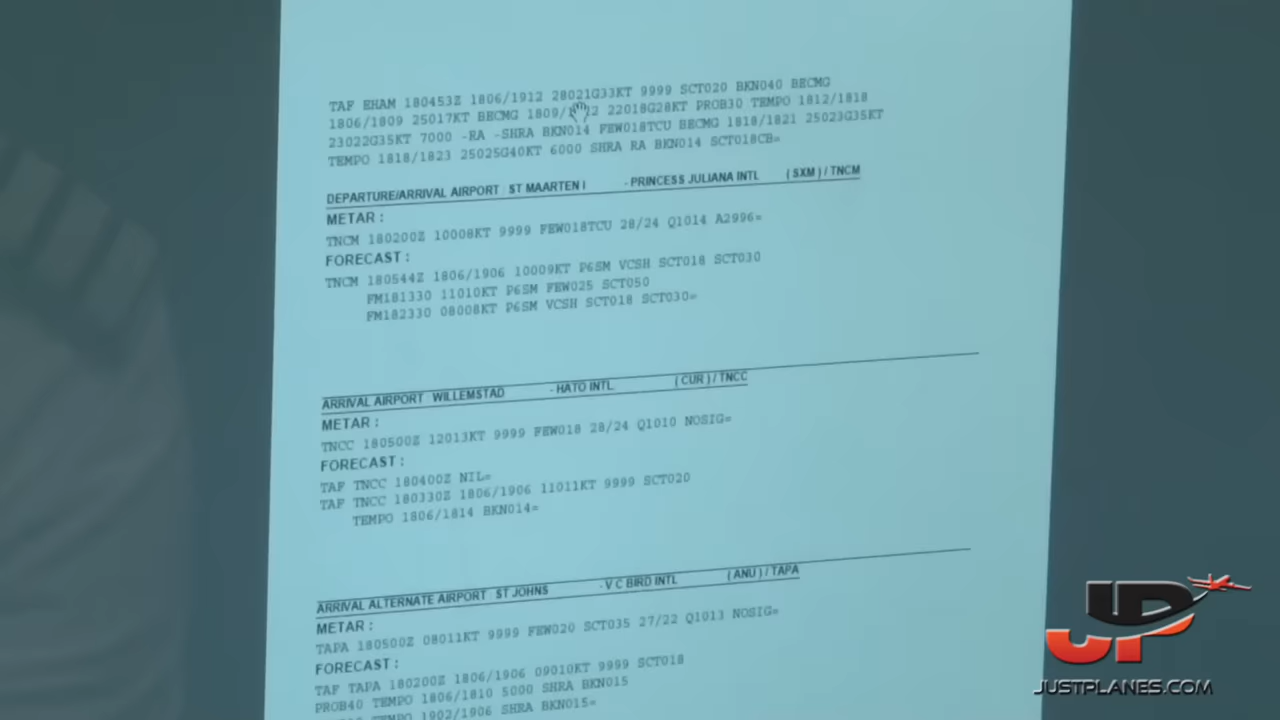 TAF EHAM 180453Z 1806/1912 28021G33KT 9999 SCT020 BKN040 BECMG
1806/1809 25017KT BECMG 1809/1812 22018G28KT PROB30 TEMPO 1812/1818
23022G35KT 7000 -RA -SHRA BKN014 FEW018TCU BECMG 1818/1821 25023G35KT
TEMPO 1818/1823 25025G40KT 6000 SHRA RA BKN014 SCT018CB=
DEPARTURE/ARRIVAL AIRPORT ST MAARTEN I - PRINCESS JULIANA INTL ( SXM ) / TNCM
METAR :
TNCM 180200Z 10008KT 9999 FEW018TCU 28/24 Q1014 A2996=
FORECAST :
TNCM 180544Z 1806/1906 10009KT P6SM VCSH SCT018 SCT030
FM181330 11010KT P6SM FEW025 SCT050
FM182330 08008KT P6SM VCSH SCT018 SCT030=
ARRIVAL AIRPORT WILLEMSTAD - HATO INTL ( CUR ) / TNCC
METAR :
TNCC 180500Z 12013KT 9999 FEW018 28/24 Q1010 NOSIG=
FORECAST :
TAF TNCC 180400Z NIL=
TAF TNCC 180330Z 1806/1906 11011KT 9999 SCT020
TEMPO 1806/1814 BKN014=
ARRIVAL ALTERNATE AIRPORT ST JOHNS - V C BIRD INTL ( ANU ) / TAPA
METAR :
TAPA 180500Z 08011KT 9999 FEW020 SCT035 27/22 Q1013 NOSIG=
FORECAST :
TAF TAPA 180200Z 1806/1906 09010KT 9999 SCT018
PROB40 TEMPO 1806/1810 5000 SHRA BKN015
TEMPO 1902/1906 SHRA BKN015=
JP
JUSTPLANES.COM